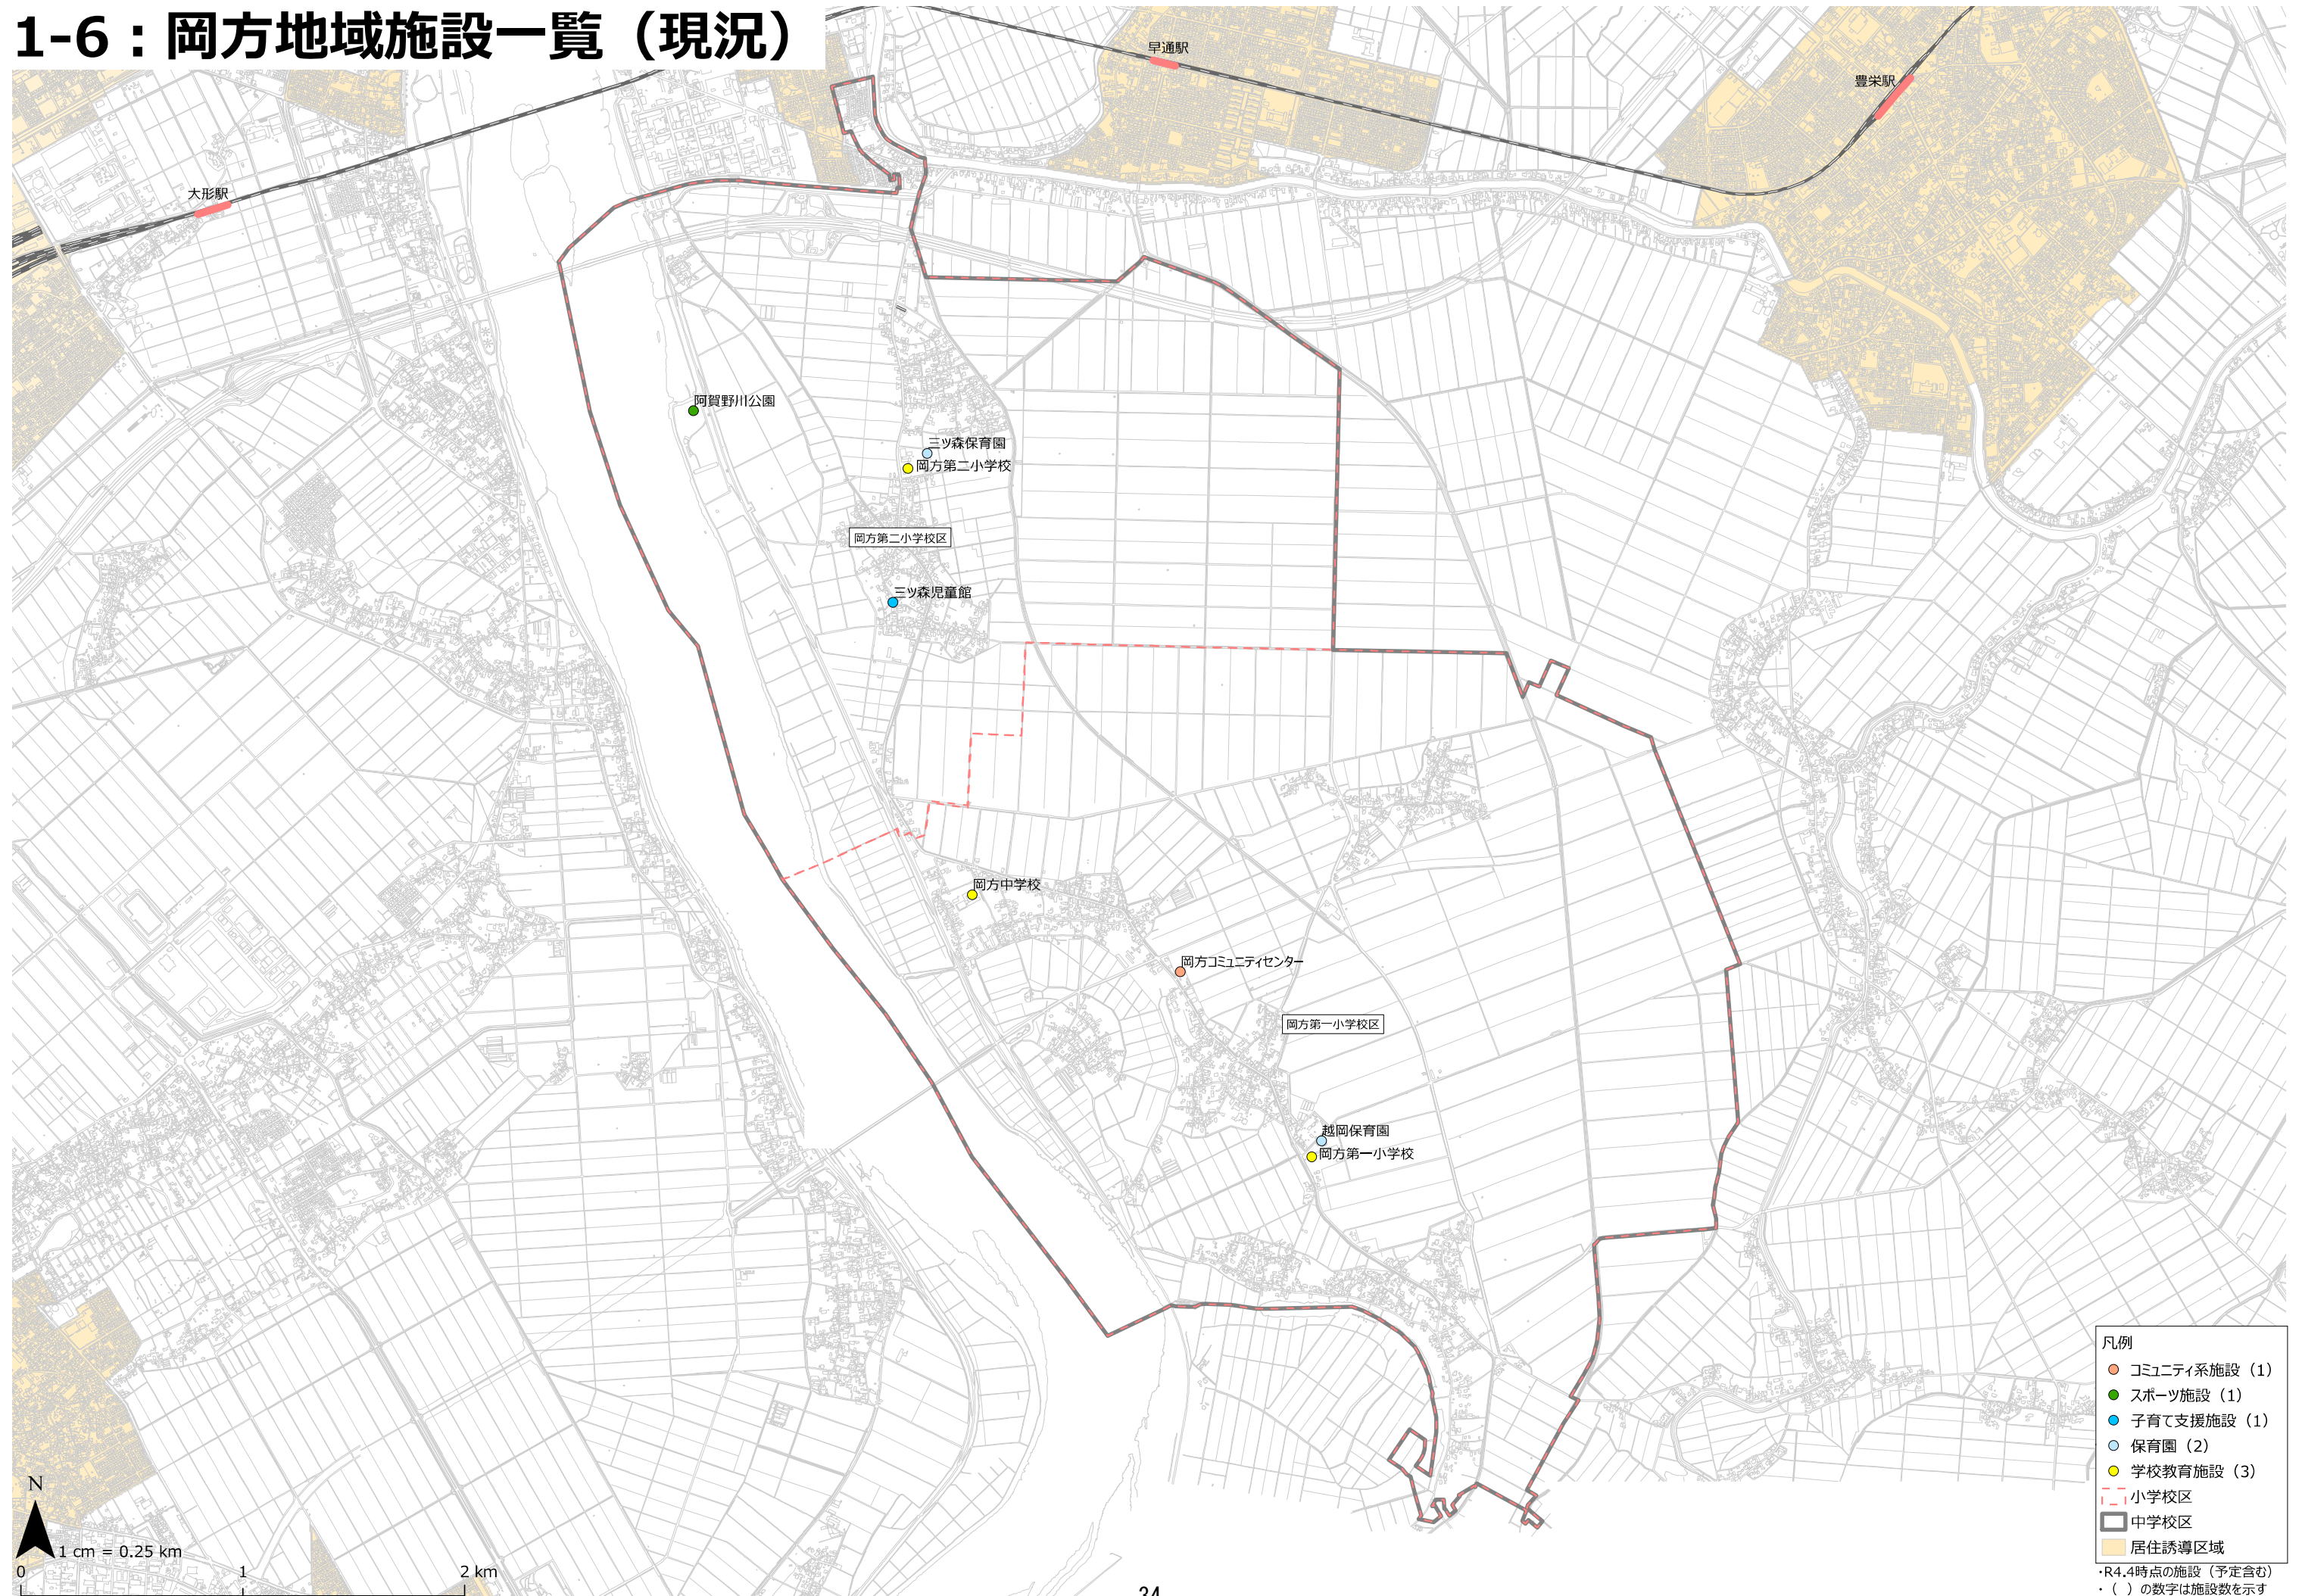 1-6：岡方地域施設一覧（現況）
早通駅
豊栄駅
大形駅
阿賀野川公園
三ツ森保育園
岡方第二小学校
岡方第二小学校区
三ツ森児童館
岡方中学校
岡方コミュニティセンター
岡方第一小学校区
越岡保育園
岡方第一小学校
凡例
コミュニティ系施設（1）
スポーツ施設（1）
子育て支援施設（1）
保育園（2）
学校教育施設（3）
小学校区
中学校区
居住誘導区域
・R4.4時点の施設（予定含む）
・（ ）の数字は施設数を示す
N
1 cm = 0.25 km
0 1 2 km
34